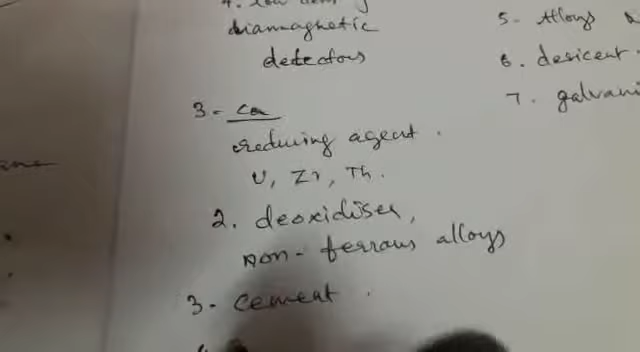 diamagnetic
detectors
3- Ca
reducing agent.
U, Zr, Th.
2. deoxidiser,
non-ferrous alloys
3- cement.
5. Alloys
6. desicent
7. galvani